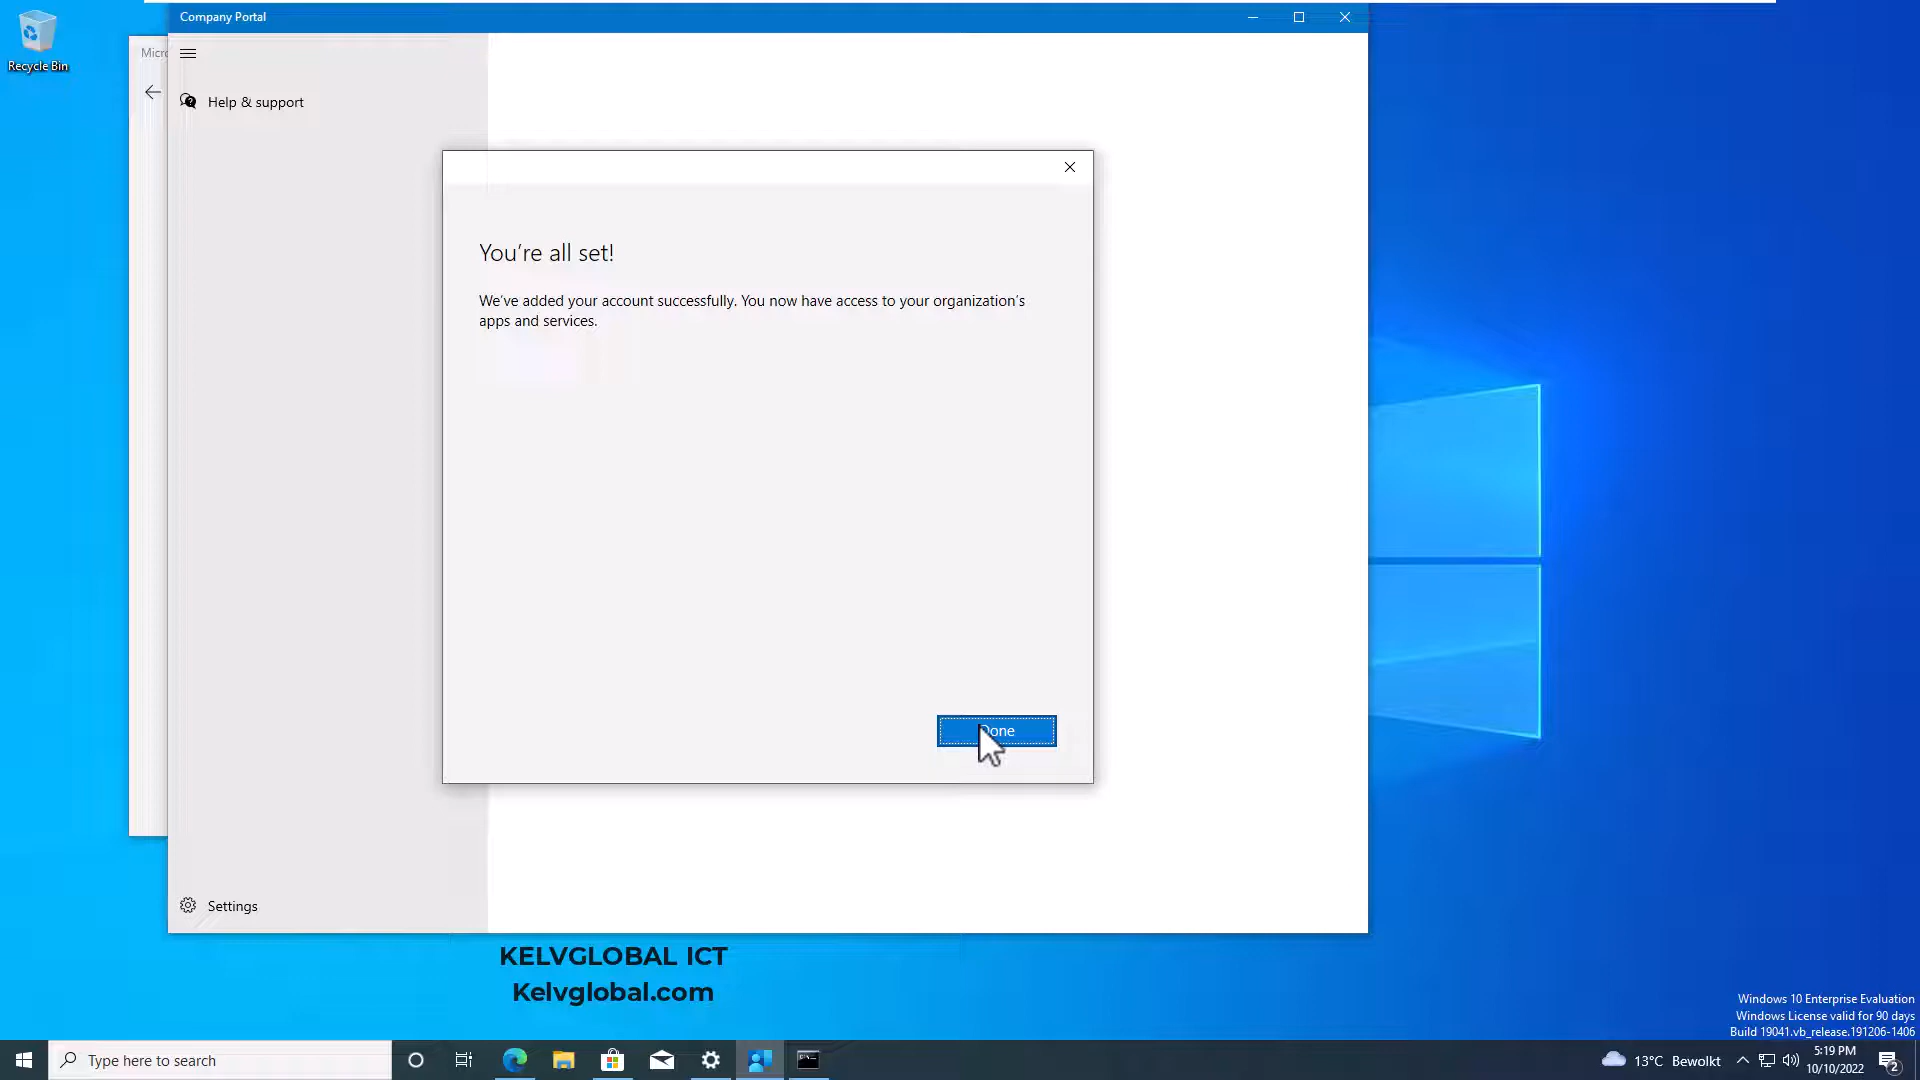 Company Portal
Recycle Bin
Micro
Help & support
You're all set!
We've added your account successfully. You now have access to your organization's
apps and services.
Done
Settings
KELVGLOBAL ICT
Kelvglobal.com
Windows 10 Enterprise Evaluation
Windows License valid for 90 days
Build 19041.vb_release.191206-1406
Type here to search
13°C Bewolkt
5:19 PM
10/10/2022
2